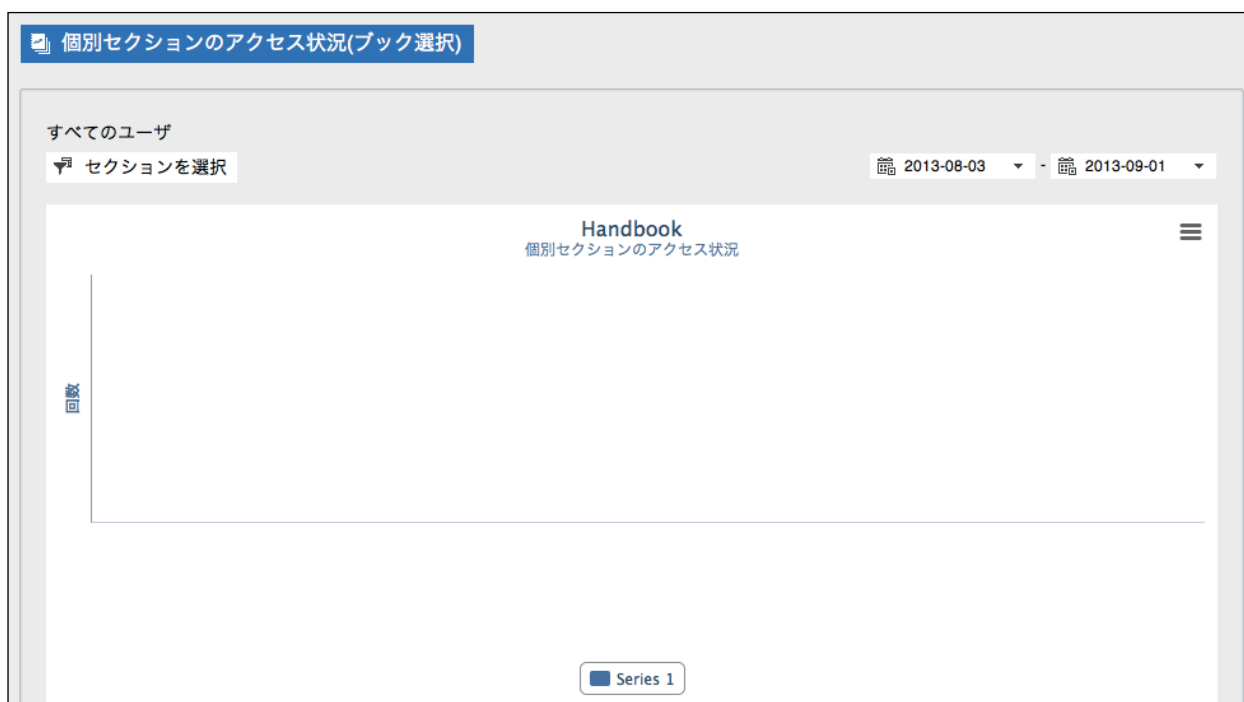 個別セクションのアクセス状況(ブック選択)
すべてのユーザ
セクションを選択
2013-08-03 - 2013-09-01
Handbook
個別セクションのアクセス状況
回数
Series 1